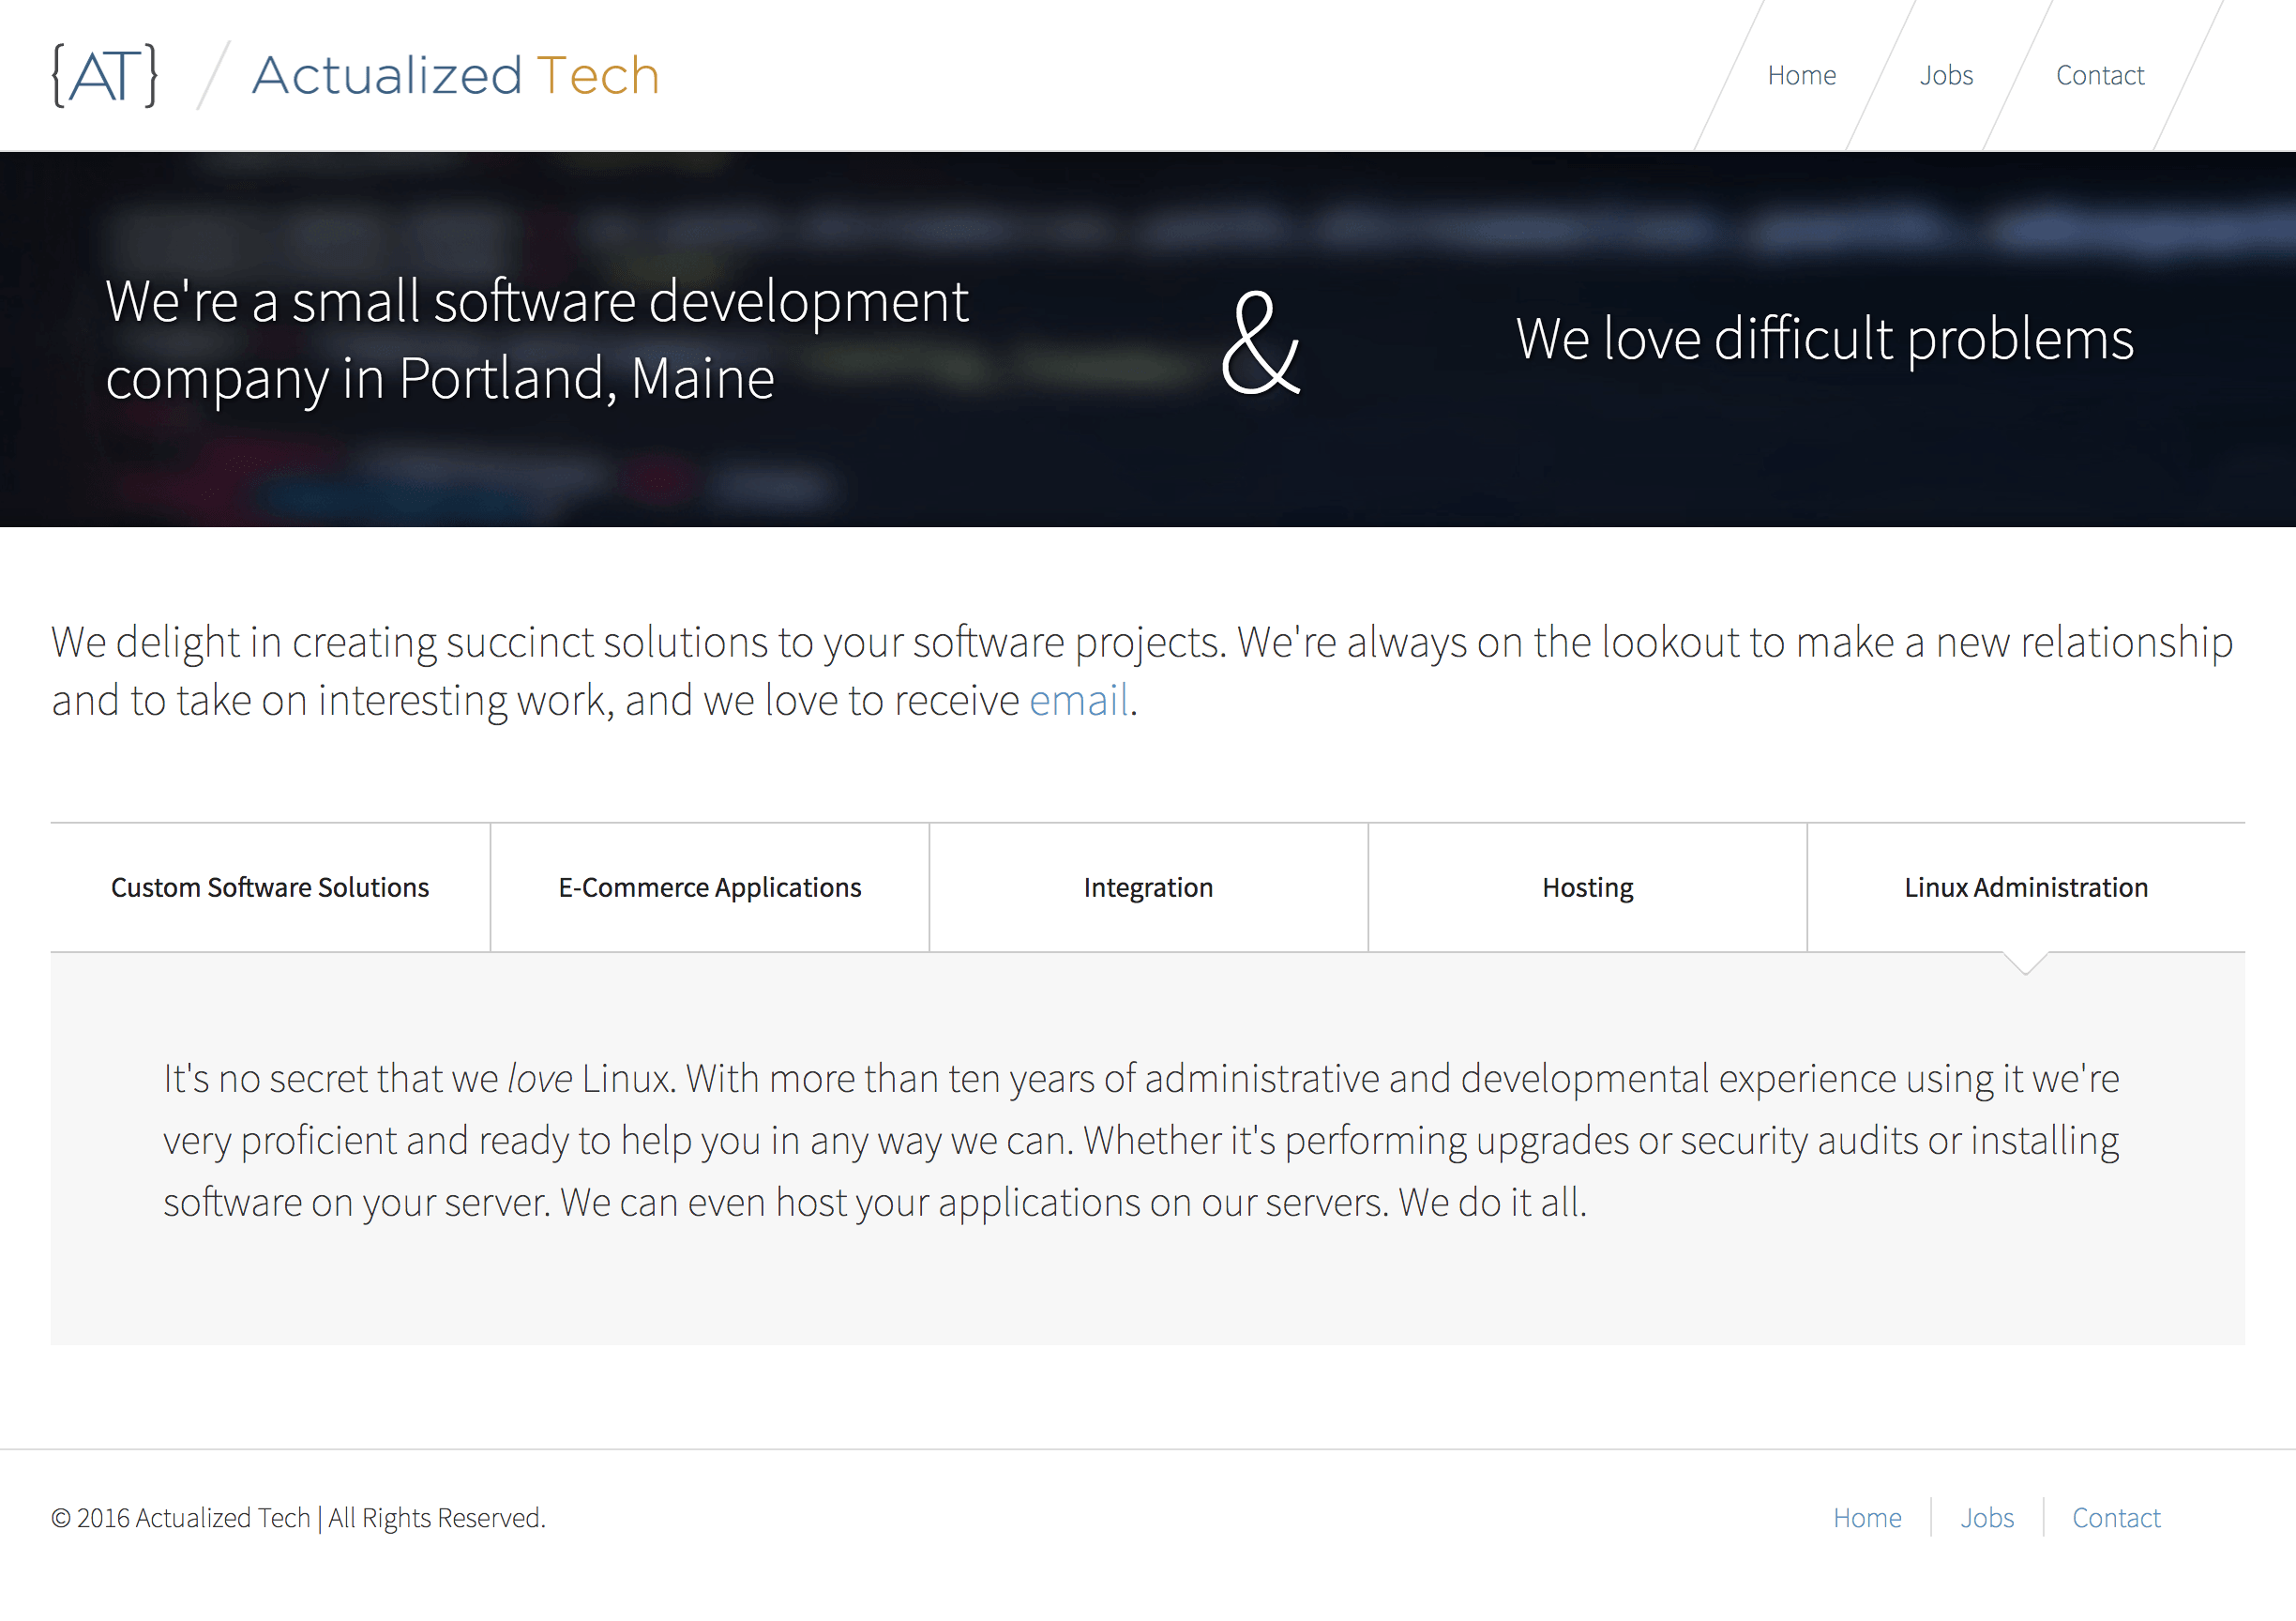 {AT} / Actualized Tech
Home
Jobs
Contact
We're a small software development
company in Portland, Maine
&
We love difficult problems
We delight in creating succinct solutions to your software projects. We're always on the lookout to make a new relationship
and to take on interesting work, and we love to receive email.
Custom Software Solutions
E-Commerce Applications
Integration
Hosting
Linux Administration
It's no secret that we love Linux. With more than ten years of administrative and developmental experience using it we're
very proficient and ready to help you in any way we can. Whether it's performing upgrades or security audits or installing
software on your server. We can even host your applications on our servers. We do it all.
© 2016 Actualized Tech | All Rights Reserved.
Home
Jobs
Contact